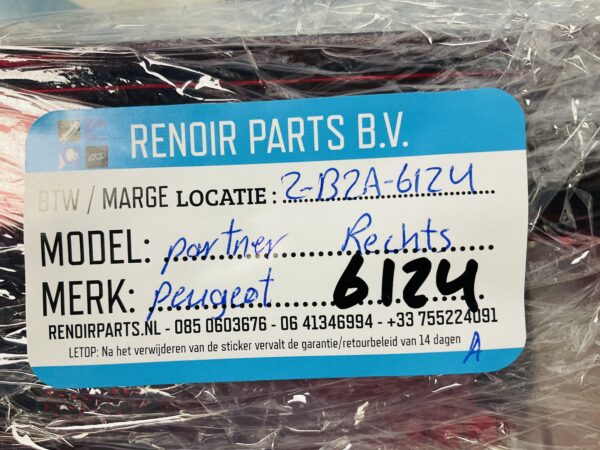 RENOIR PARTS B.V.
BTW / MARGE LOCATIE : 2-B2A-6124
MODEL: partner Rechts
MERK: peugeot 6124
RENOIRPARTS.NL - 085 0603676 - 06 41346994 - +33 755224091
LETOP: Na het verwijderen van de sticker vervalt de garantie/retourbeleid van 14 dagen
A